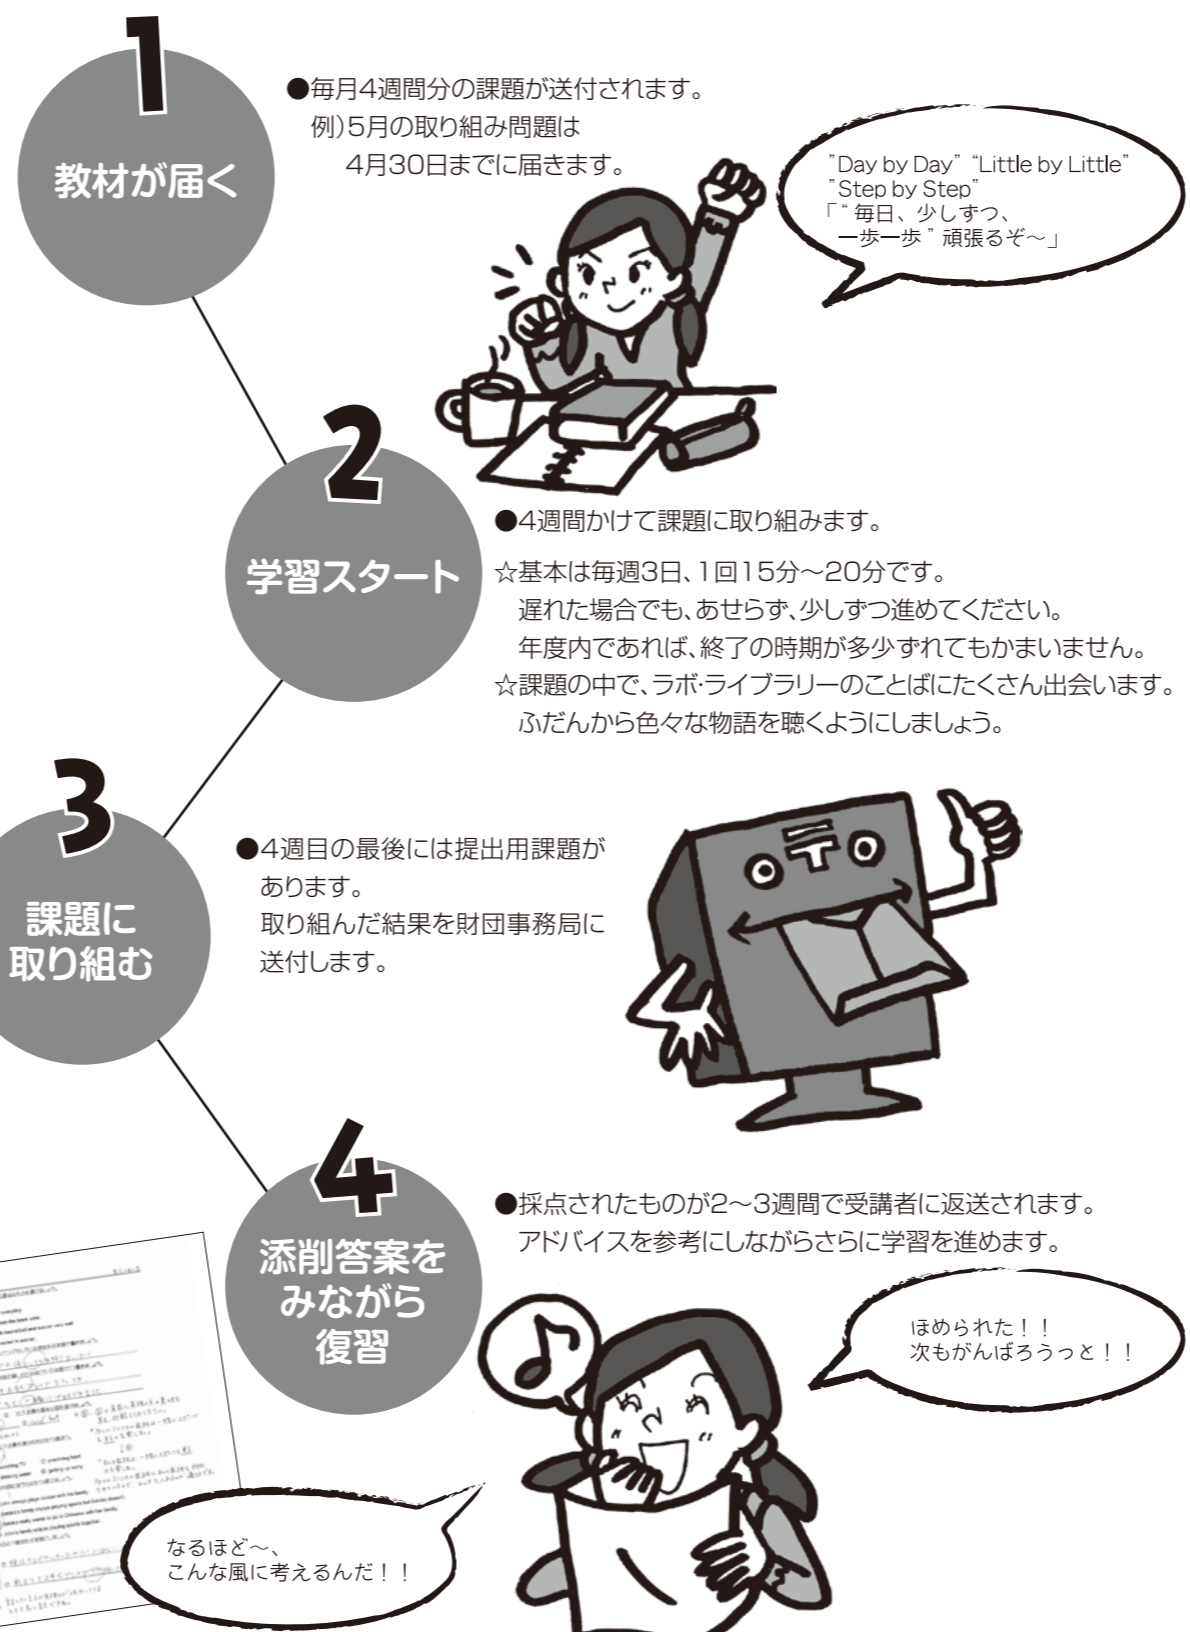 1
教材が届く
●毎月4週間分の課題が送付されます。
例)5月の取り組み問題は
4月30日までに届きます。
”Day by Day” “Little by Little”
”Step by Step”
「“ 毎日、少しずつ、
一歩一歩 ” 頑張るぞ～」
2
学習スタート
●4週間かけて課題に取り組みます。
☆基本は毎週3日、1回15分～20分です。
遅れた場合でも、あせらず、少しずつ進めてください。
年度内であれば、終了の時期が多少ずれてもかまいません。
☆課題の中で、ラボ・ライブラリーのことばにたくさん出会います。
ふだんから色々な物語を聴くようにしましょう。
3
課題に
取り組む
●4週目の最後には提出用課題が
あります。
取り組んだ結果を財団事務局に
送付します。
〒
4
添削答案を
みながら
復習
●採点されたものが2～3週間で受講者に返送されます。
アドバイスを参考にしながらさらに学習を進めます。
ほめられた！！
次もがんばろうっと！！
なるほど～、
こんな風に考えるんだ！！